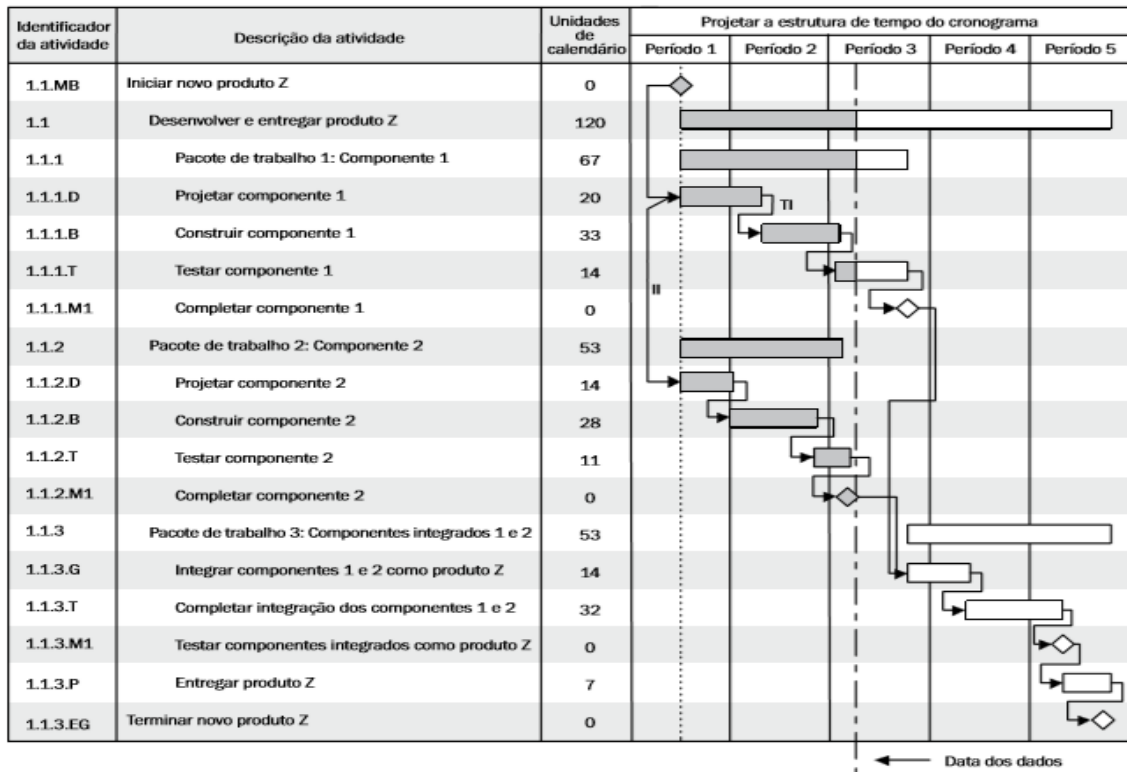 Identificador da atividade Descrição da atividade Unidades de calendário Projetar a estrutura de tempo do cronograma
Período 1 Período 2 Período 3 Período 4 Período 5
1.1.MB Iniciar novo produto Z 0
1.1 Desenvolver e entregar produto Z 120
1.1.1 Pacote de trabalho 1: Componente 1 67
1.1.1.D Projetar componente 1 20
TI
1.1.1.B Construir componente 1 33
1.1.1.T Testar componente 1 14
II
1.1.1.M1 Completar componente 1 0
1.1.2 Pacote de trabalho 2: Componente 2 53
1.1.2.D Projetar componente 2 14
1.1.2.B Construir componente 2 28
1.1.2.T Testar componente 2 11
1.1.2.M1 Completar componente 2 0
1.1.3 Pacote de trabalho 3: Componentes integrados 1 e 2 53
1.1.3.G Integrar componentes 1 e 2 como produto Z 14
1.1.3.T Completar integração dos componentes 1 e 2 32
1.1.3.M1 Testar componentes integrados como produto Z 0
1.1.3.P Entregar produto Z 7
1.1.3.EG Terminar novo produto Z 0
Data dos dados